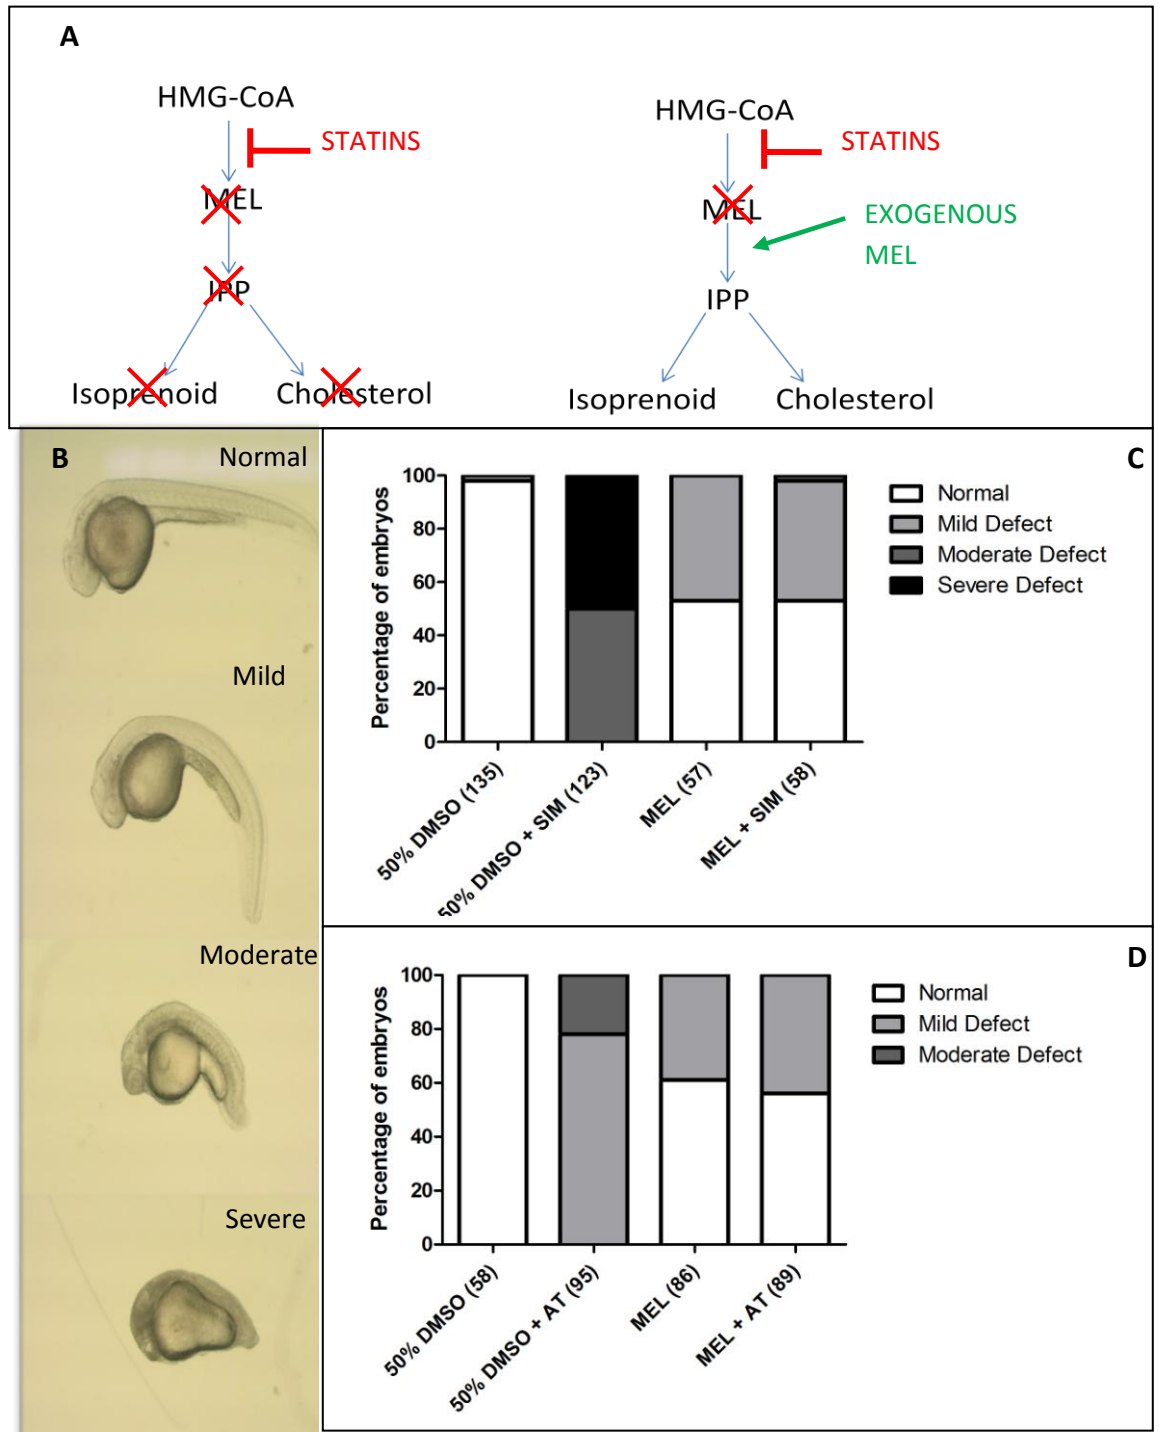 A
HMG-CoA
STATINS
MEL
IPP
Isoprenoid
Cholesterol
HMG-CoA
STATINS
MEL
EXOGENOUS
MEL
IPP
Isoprenoid
Cholesterol
B
Normal
Mild
Moderate
Severe
C
Percentage of embryos
100
80
60
40
20
0
50% DMSO (135)
50% DMSO + SIM (123)
MEL (57)
MEL + SIM (58)
Normal
Mild Defect
Moderate Defect
Severe Defect
D
Percentage of embryos
100
80
60
40
20
0
50% DMSO (58)
50% DMSO + AT (95)
MEL (86)
MEL + AT (89)
Normal
Mild Defect
Moderate Defect